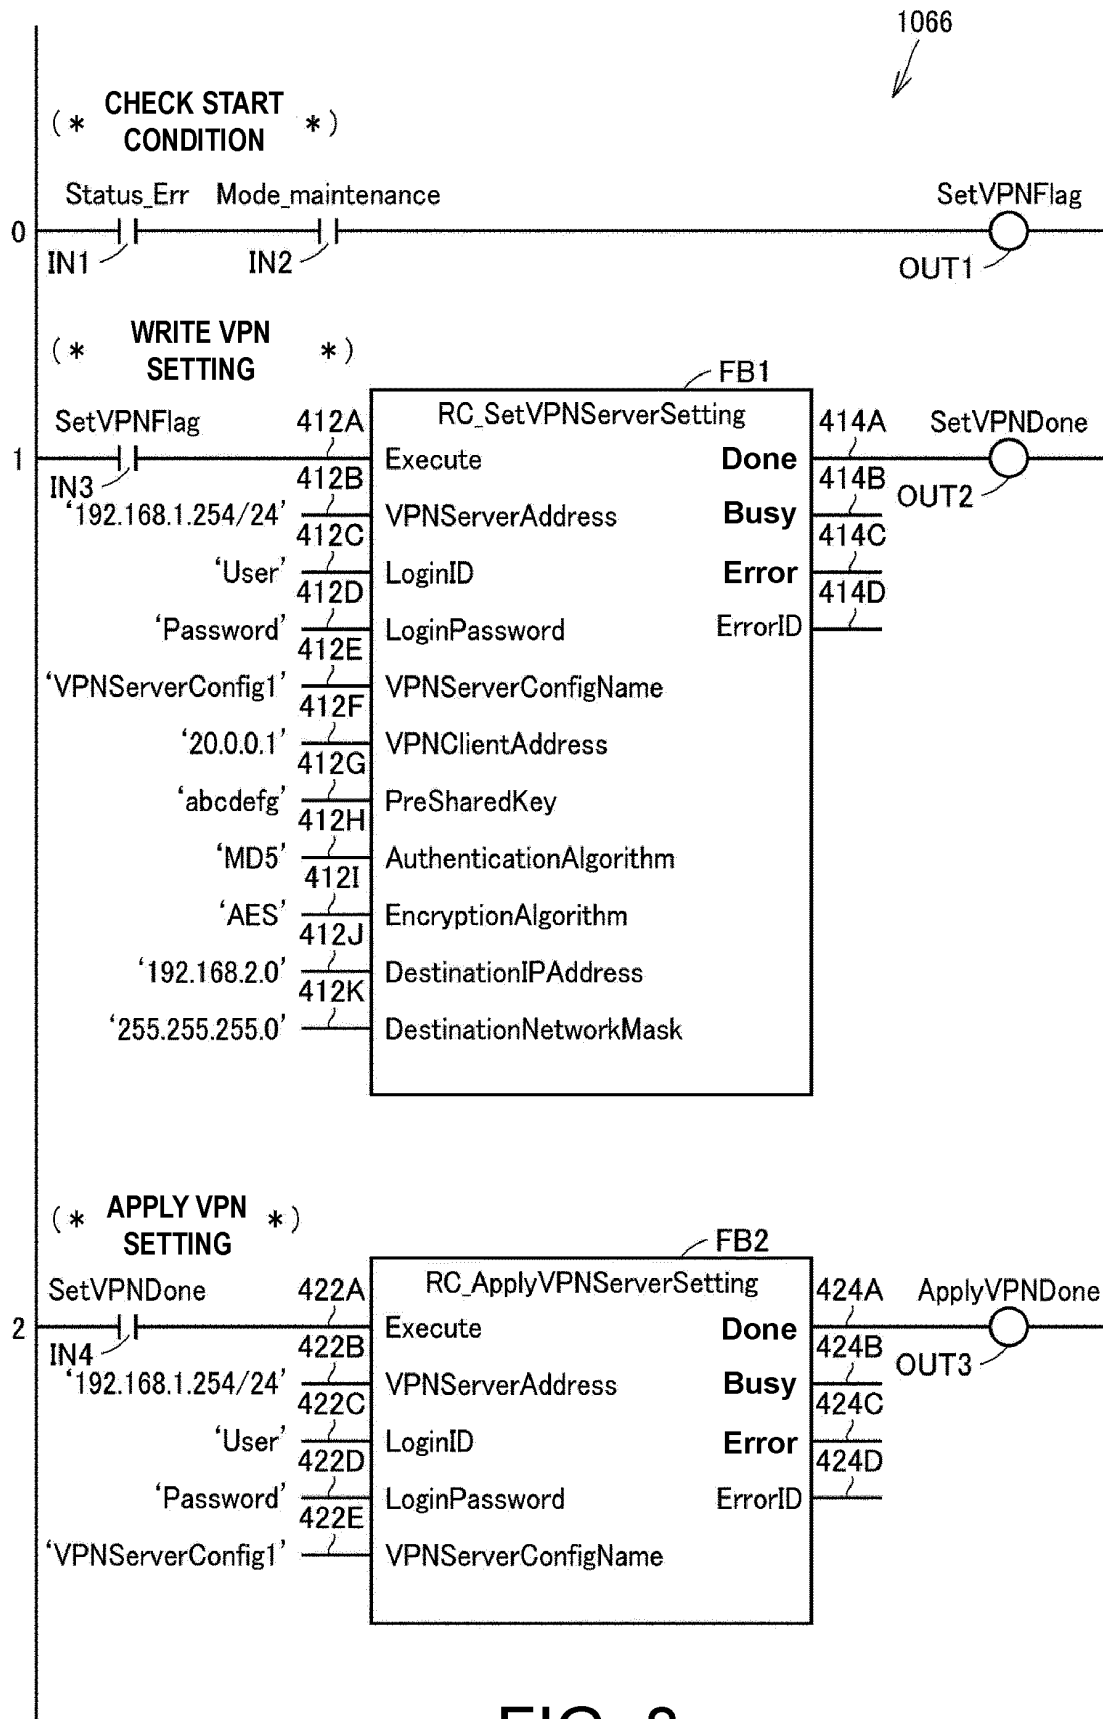 1066
(* CHECK START CONDITION *)
Status_Err Mode_maintenance SetVPNFlag
0
IN1 IN2 OUT1
(* WRITE VPN SETTING *)
FB1
RC_SetVPNServerSetting
SetVPNFlag 412A 414A SetVPNDone
1 Execute Done
IN3 412B 414B OUT2
'192.168.1.254/24' VPNServerAddress Busy
412C 414C
'User' LoginID Error
412D 414D
'Password' LoginPassword ErrorID
412E
'VPNServerConfig1' VPNServerConfigName
412F
'20.0.0.1' VPNClientAddress
412G
'abcdefg' PreSharedKey
412H
'MD5' AuthenticationAlgorithm
412I
'AES' EncryptionAlgorithm
412J
'192.168.2.0' DestinationIPAddress
412K
'255.255.255.0' DestinationNetworkMask
(* APPLY VPN SETTING *)
FB2
RC_ApplyVPNServerSetting
SetVPNDone 422A 424A ApplyVPNDone
2 Execute Done
IN4 422B 424B OUT3
'192.168.1.254/24' VPNServerAddress Busy
422C 424C
'User' LoginID Error
422D 424D
'Password' LoginPassword ErrorID
422E
'VPNServerConfig1' VPNServerConfigName